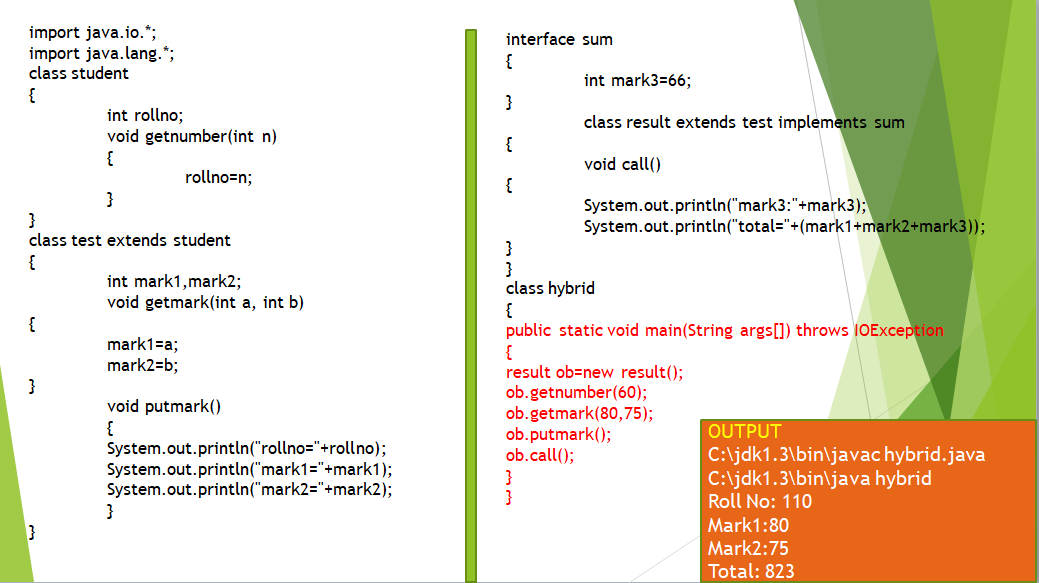 import java.io.*;
import java.lang.*;
class student
{
int rollno;
void getnumber(int n)
{
rollno=n;
}
}
class test extends student
{
int mark1,mark2;
void getmark(int a, int b)
{
mark1=a;
mark2=b;
}
void putmark()
{
System.out.println("rollno="+rollno);
System.out.println("mark1="+mark1);
System.out.println("mark2="+mark2);
}
}
interface sum
{
int mark3=66;
}
class result extends test implements sum
{
void call()
{
System.out.println("mark3:"+mark3);
System.out.println("total="+(mark1+mark2+mark3));
}
}
class hybrid
{
public static void main(String args[]) throws IOException
{
result ob=new result();
ob.getnumber(60);
ob.getmark(80,75);
ob.putmark();
ob.call();
}
}
OUTPUT
C:\jdk1.3\bin\javac hybrid.java
C:\jdk1.3\bin\java hybrid
Roll No: 110
Mark1:80
Mark2:75
Total: 823